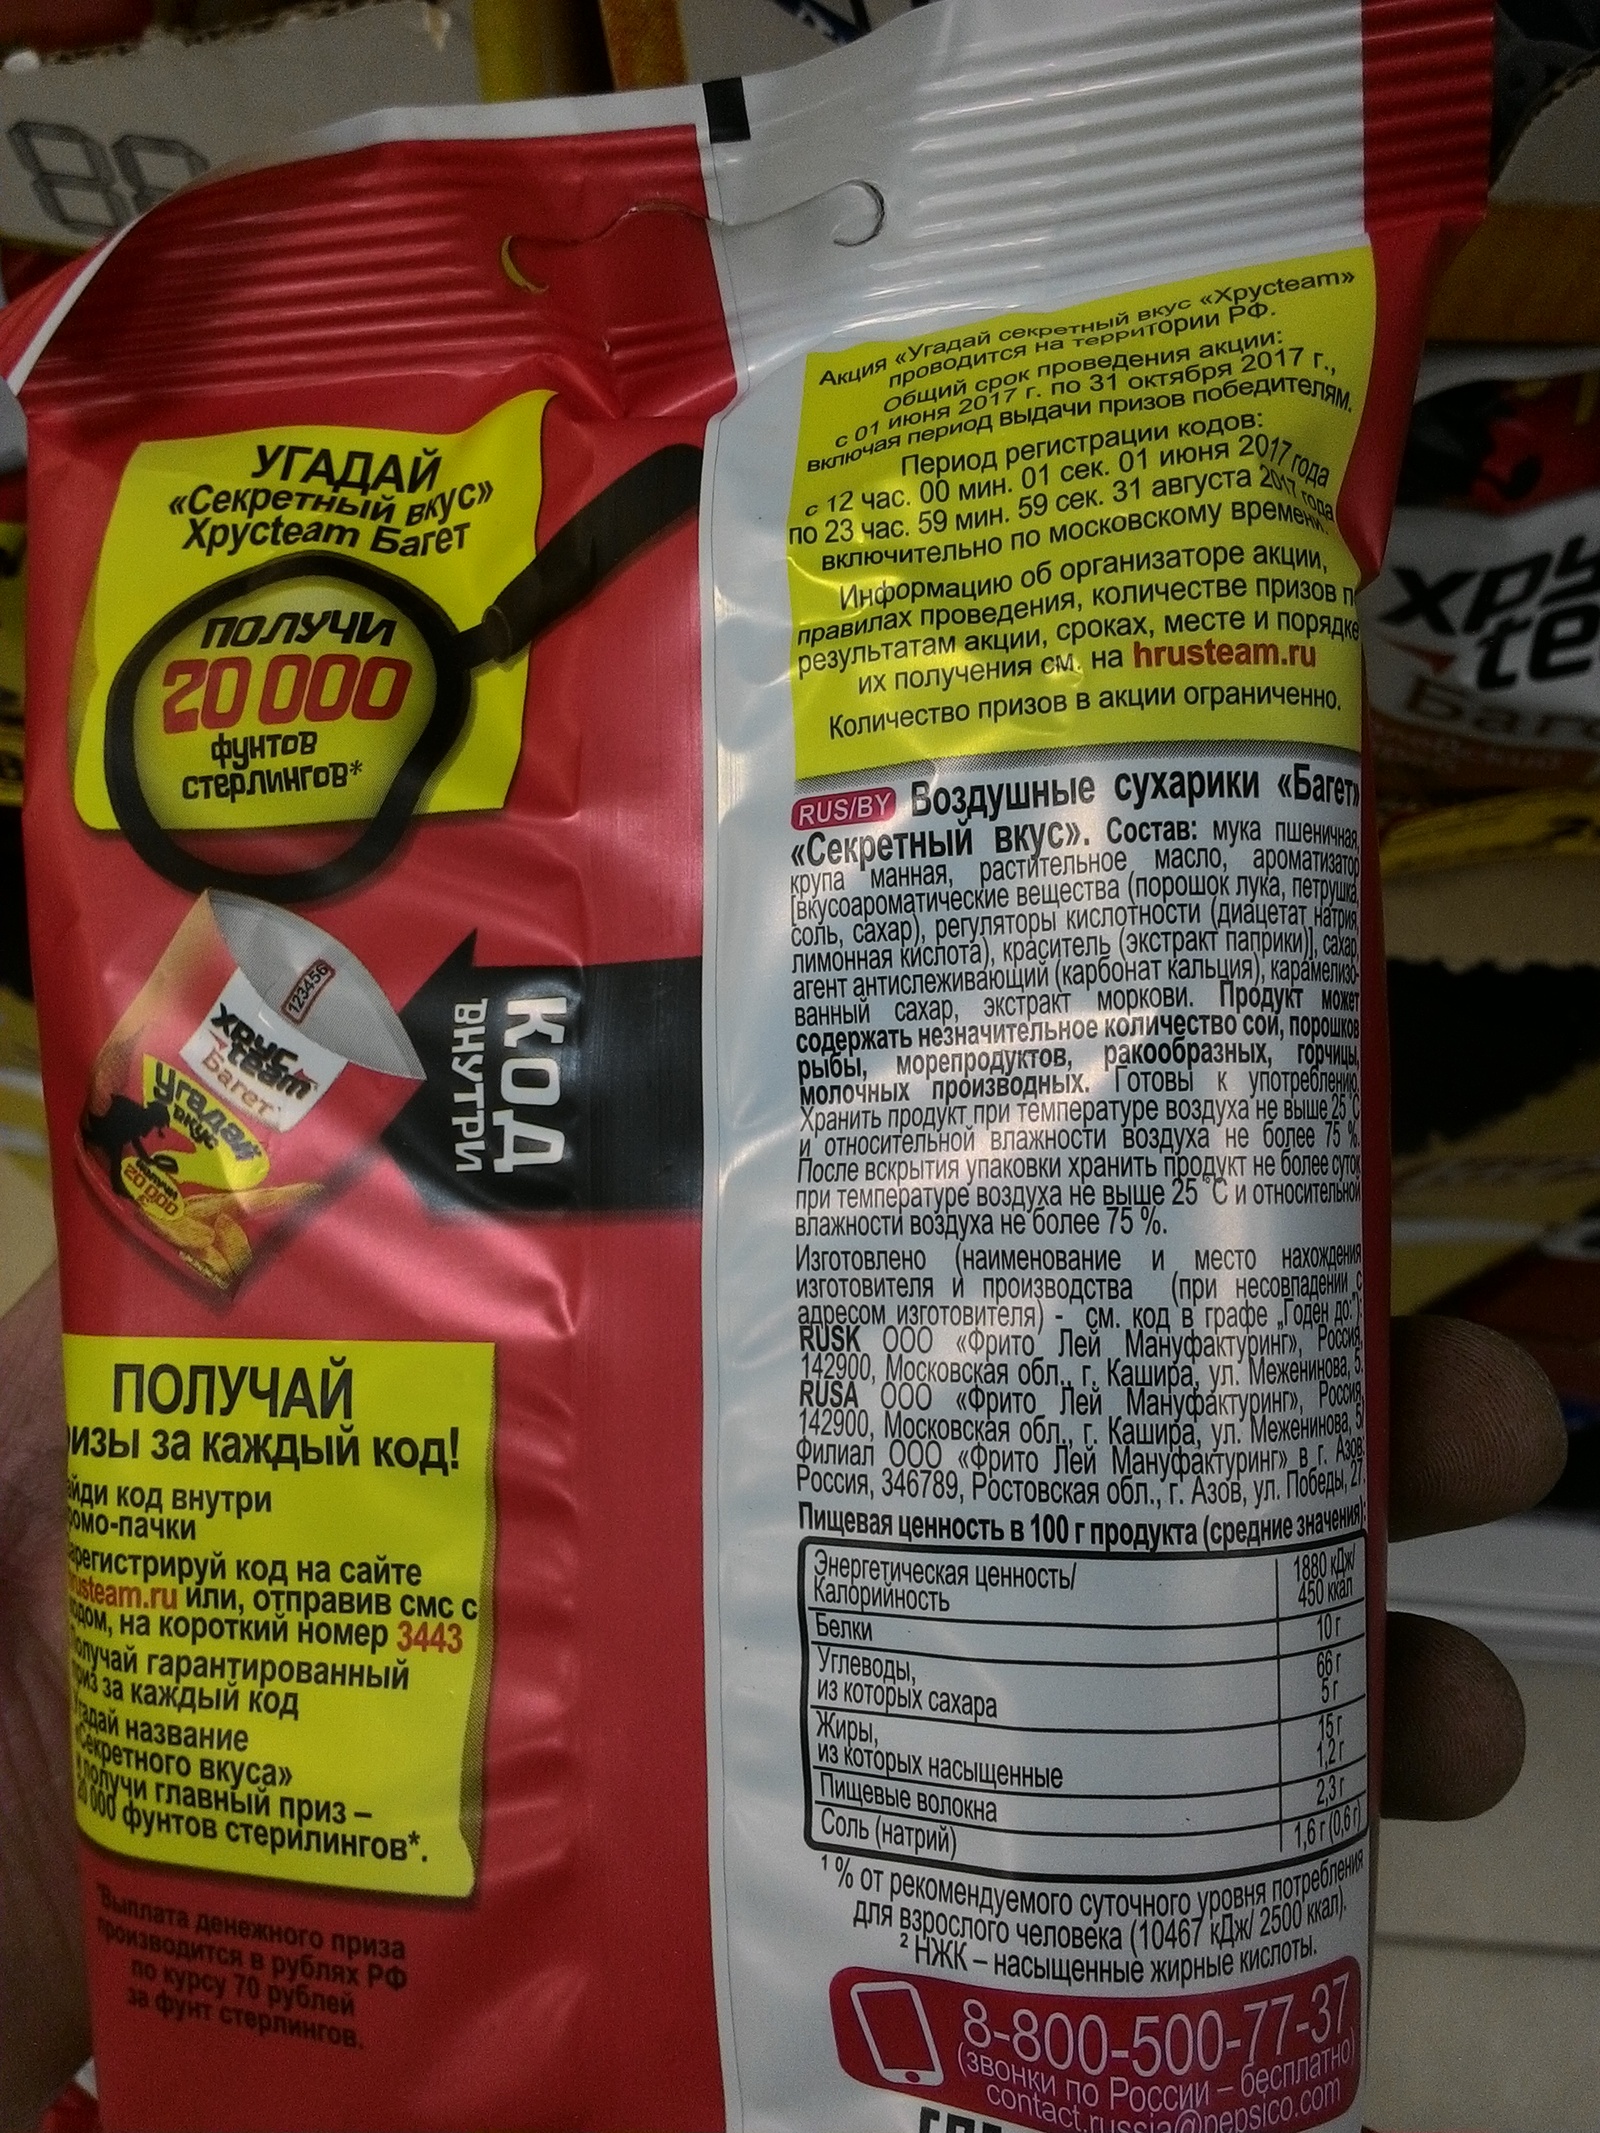 88
УГАДАЙ
«Секретный вкус»
Хрусteam Багет
ПОЛУЧИ
20 000
фунтов
стерлингов*
123456
хрус
team
Багет
Угадай
вкус
20 000
КОД
ВНУТРИ
ПОЛУЧАЙ
ризы за каждый код!
айди код внутри
омо-пачки
арегистрируй код на сайте
rusteam.ru или, отправив смс с
одом, на короткий номер 3443
олучай гарантированный
приз за каждый код
Угадай название
«Секретного вкуса»
и получи главный приз –
20 000 фунтов стерилингов*.
*Выплата денежного приза
производится в рублях РФ
по курсу 70 рублей
за фунт стерлингов.
Акция «Угадай секретный вкус «Хрусteam»
проводится на территории РФ.
Общий срок проведения акции:
с 01 июня 2017 г. по 31 октября 2017 г.,
включая период выдачи призов победителям.
Период регистрации кодов:
с 12 час. 00 мин. 01 сек. 01 июня 2017 года
по 23 час. 59 мин. 59 сек. 31 августа 2017 года
включительно по московскому времени.
Информацию об организаторе акции,
правилах проведения, количестве призов п
результатам акции, сроках, месте и порядке
их получения см. на hrusteam.ru
Количество призов в акции ограниченно.
RUS/BY Воздушные сухарики «Багет»
«Секретный вкус». Состав: мука пшеничная,
крупа манная, растительное масло, ароматизатор
[вкусоароматические вещества (порошок лука, петрушка,
соль, сахар), регуляторы кислотности (диацетат натрия,
лимонная кислота), краситель (экстракт паприки)], сахар,
агент антислеживающий (карбонат кальция), карамелизо-
ванный сахар, экстракт моркови. Продукт может
содержать незначительное количество сои, порошков
рыбы, морепродуктов, ракообразных, горчицы,
молочных производных. Готовы к употреблению.
Хранить продукт при температуре воздуха не выше 25 °C
и относительной влажности воздуха не более 75 %.
После вскрытия упаковки хранить продукт не более суток
при температуре воздуха не выше 25 °C и относительной
влажности воздуха не более 75 %.
Изготовлено (наименование и место нахождения
изготовителя и производства (при несовпадении с
адресом изготовителя) - см. код в графе „Годен до:"):
RUSK ООО «Фрито Лей Мануфактуринг», Россия,
142900, Московская обл., г. Кашира, ул. Меженинова, 5.
RUSA ООО «Фрито Лей Мануфактуринг», Россия,
142900, Московская обл., г. Кашира, ул. Меженинова, 5/
Филиал ООО «Фрито Лей Мануфактуринг» в г. Азов:
Россия, 346789, Ростовская обл., г. Азов, ул. Победы, 27.
Пищевая ценность в 100 г продукта (средние значения):
Энергетическая ценность/ 1880 кДж/
Калорийность 450 ккал
Белки 10 г
Углеводы, 66 г
из которых сахара 5 г
Жиры, 15 г
из которых насыщенные 1,2 г
Пищевые волокна 2,3 г
Соль (натрий) 1,6 г (0,6 г)
¹ % от рекомендуемого суточного уровня потребления
для взрослого человека (10467 кДж/ 2500 ккал).
² НЖК – насыщенные жирные кислоты.
8-800-500-77-37
(звонки по России – бесплатно)
contact.russia@pepsico.com
хру
te
Баг